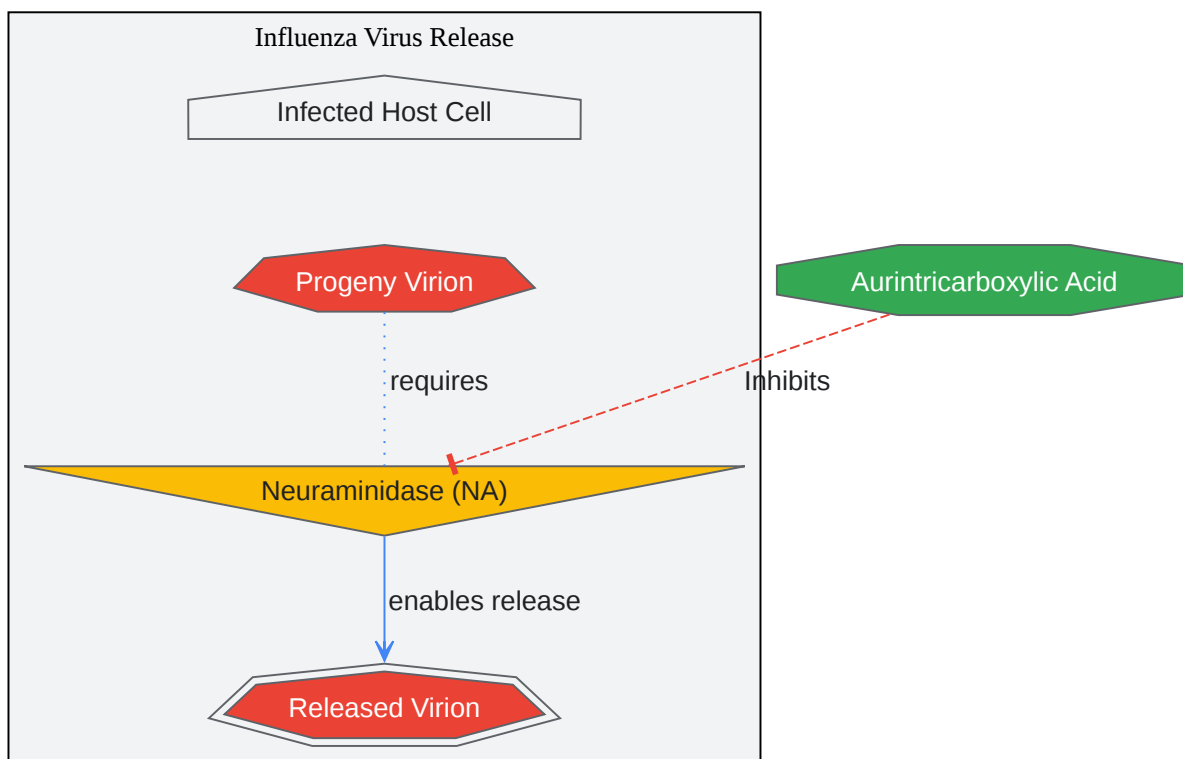 Influenza Virus Release
Infected Host Cell
Progeny Virion
Aurintricarboxylic Acid
requires
Inhibits
Neuraminidase (NA)
enables release
Released Virion